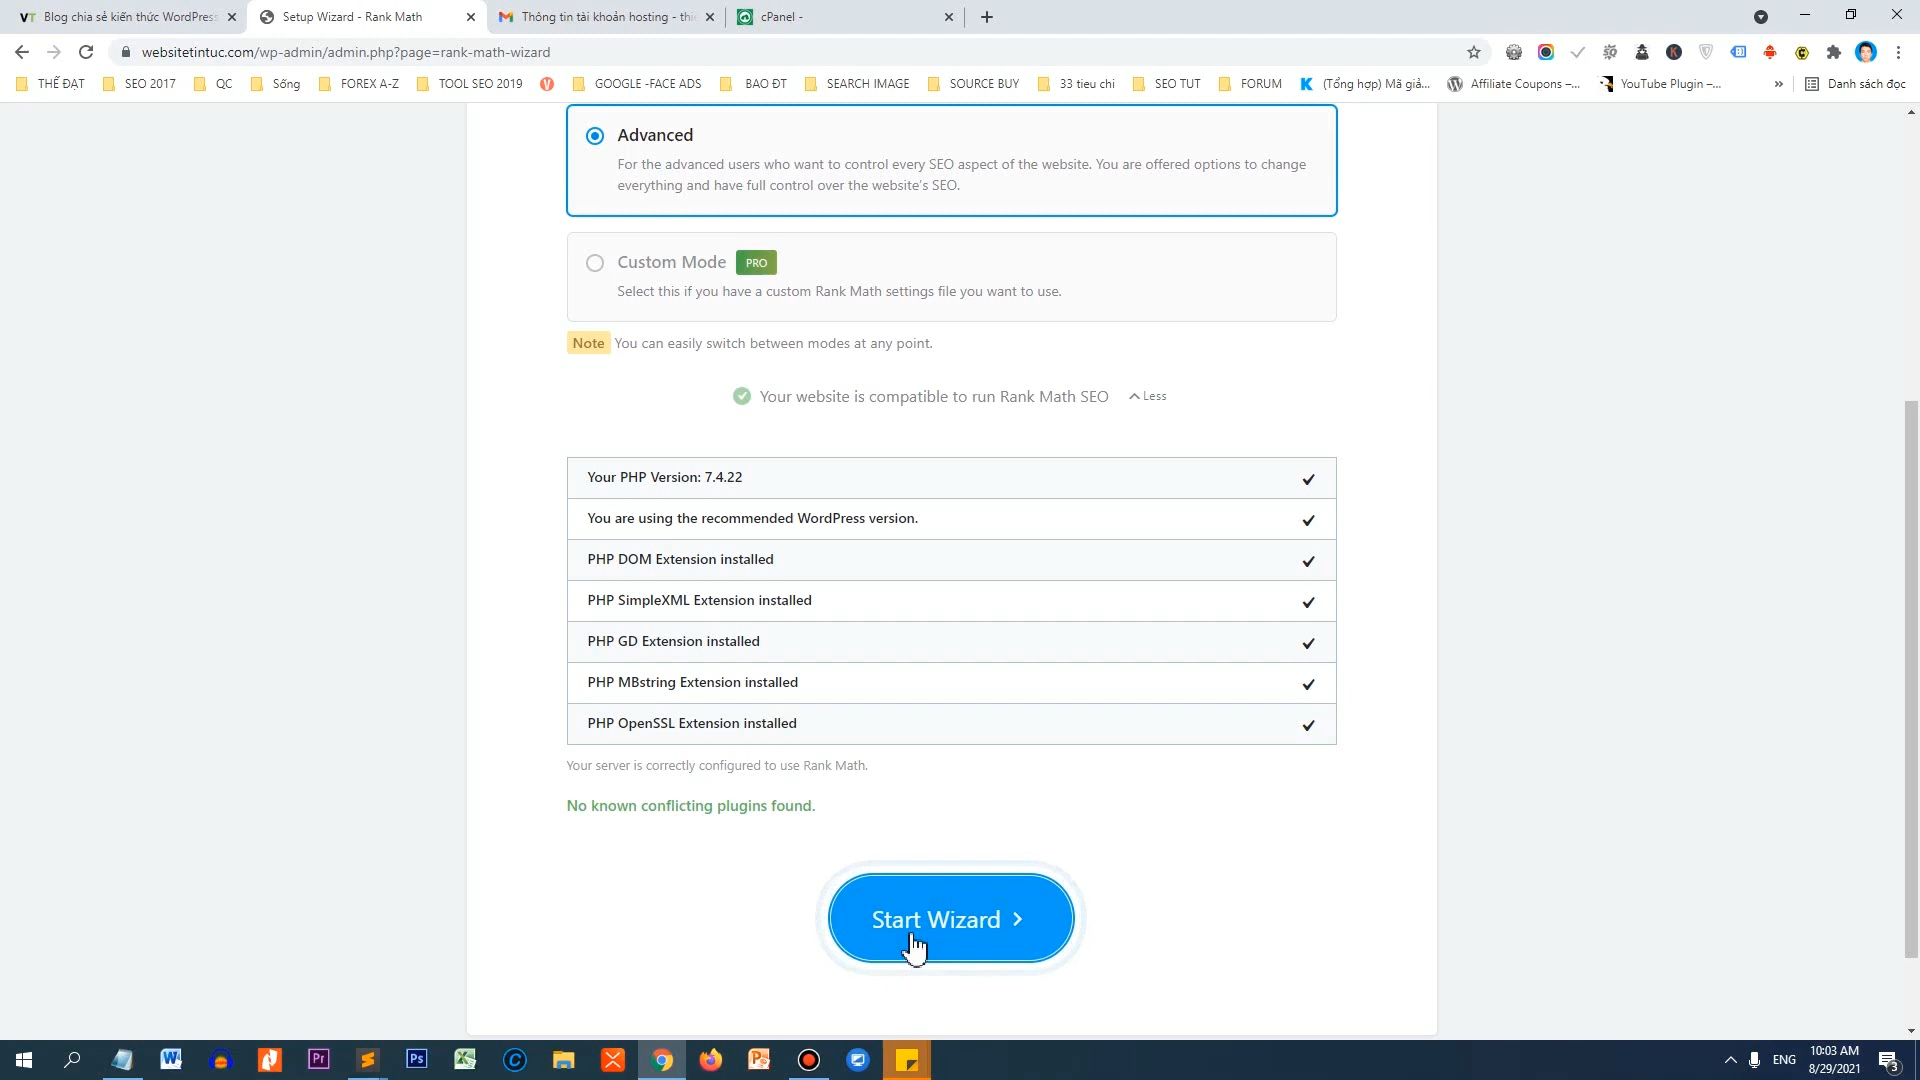 Blog chia sẻ kiến thức WordPress
Setup Wizard - Rank Math
Thông tin tài khoản hosting - thi
cPanel -
websitetintuc.com/wp-admin/admin.php?page=rank-math-wizard
THẾ ĐẠT
SEO 2017
QC
Sống
FOREX A-Z
TOOL SEO 2019
GOOGLE -FACE ADS
BAO ĐT
SEARCH IMAGE
SOURCE BUY
33 tieu chi
SEO TUT
FORUM
(Tổng hợp) Mã giả...
Affiliate Coupons –...
YouTube Plugin –...
»
Danh sách đọc
Advanced
For the advanced users who want to control every SEO aspect of the website. You are offered options to change
everything and have full control over the website's SEO.
Custom Mode PRO
Select this if you have a custom Rank Math settings file you want to use.
Note You can easily switch between modes at any point.
Your website is compatible to run Rank Math SEO Less
Your PHP Version: 7.4.22
You are using the recommended WordPress version.
PHP DOM Extension installed
PHP SimpleXML Extension installed
PHP GD Extension installed
PHP MBstring Extension installed
PHP OpenSSL Extension installed
Your server is correctly configured to use Rank Math.
No known conflicting plugins found.
Start Wizard
ENG
10:03 AM
8/29/2021
3